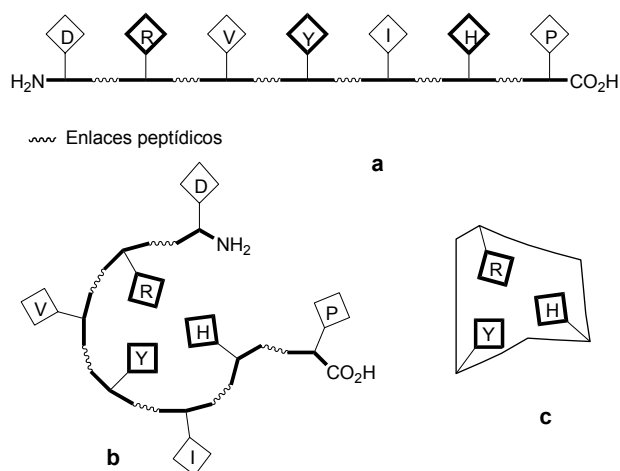 D R V Y I H P
H₂N CO₂H
Enlaces peptídicos
a
D
NH₂
R
V
H
P
Y
CO₂H
I
b
R
H
Y
c